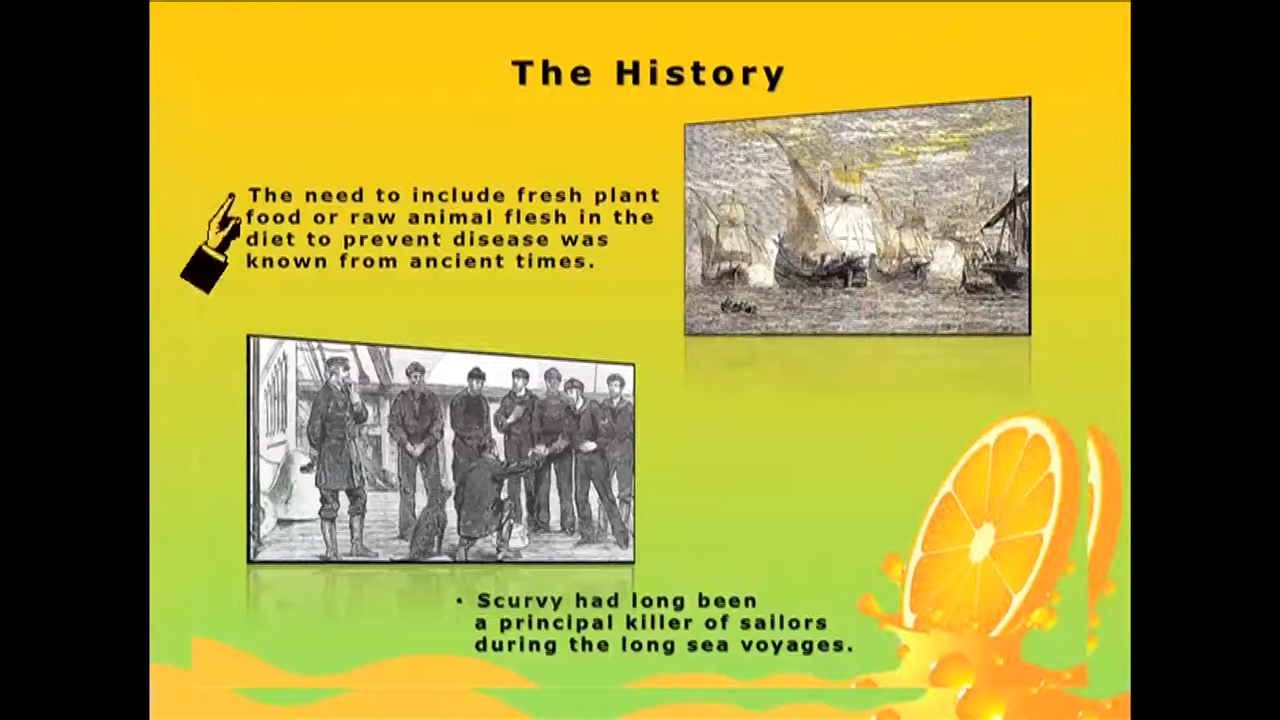 The History
The need to include fresh plant
food or raw animal flesh in the
diet to prevent disease was
known from ancient times.
• Scurvy had long been
a principal killer of sailors
during the long sea voyages.